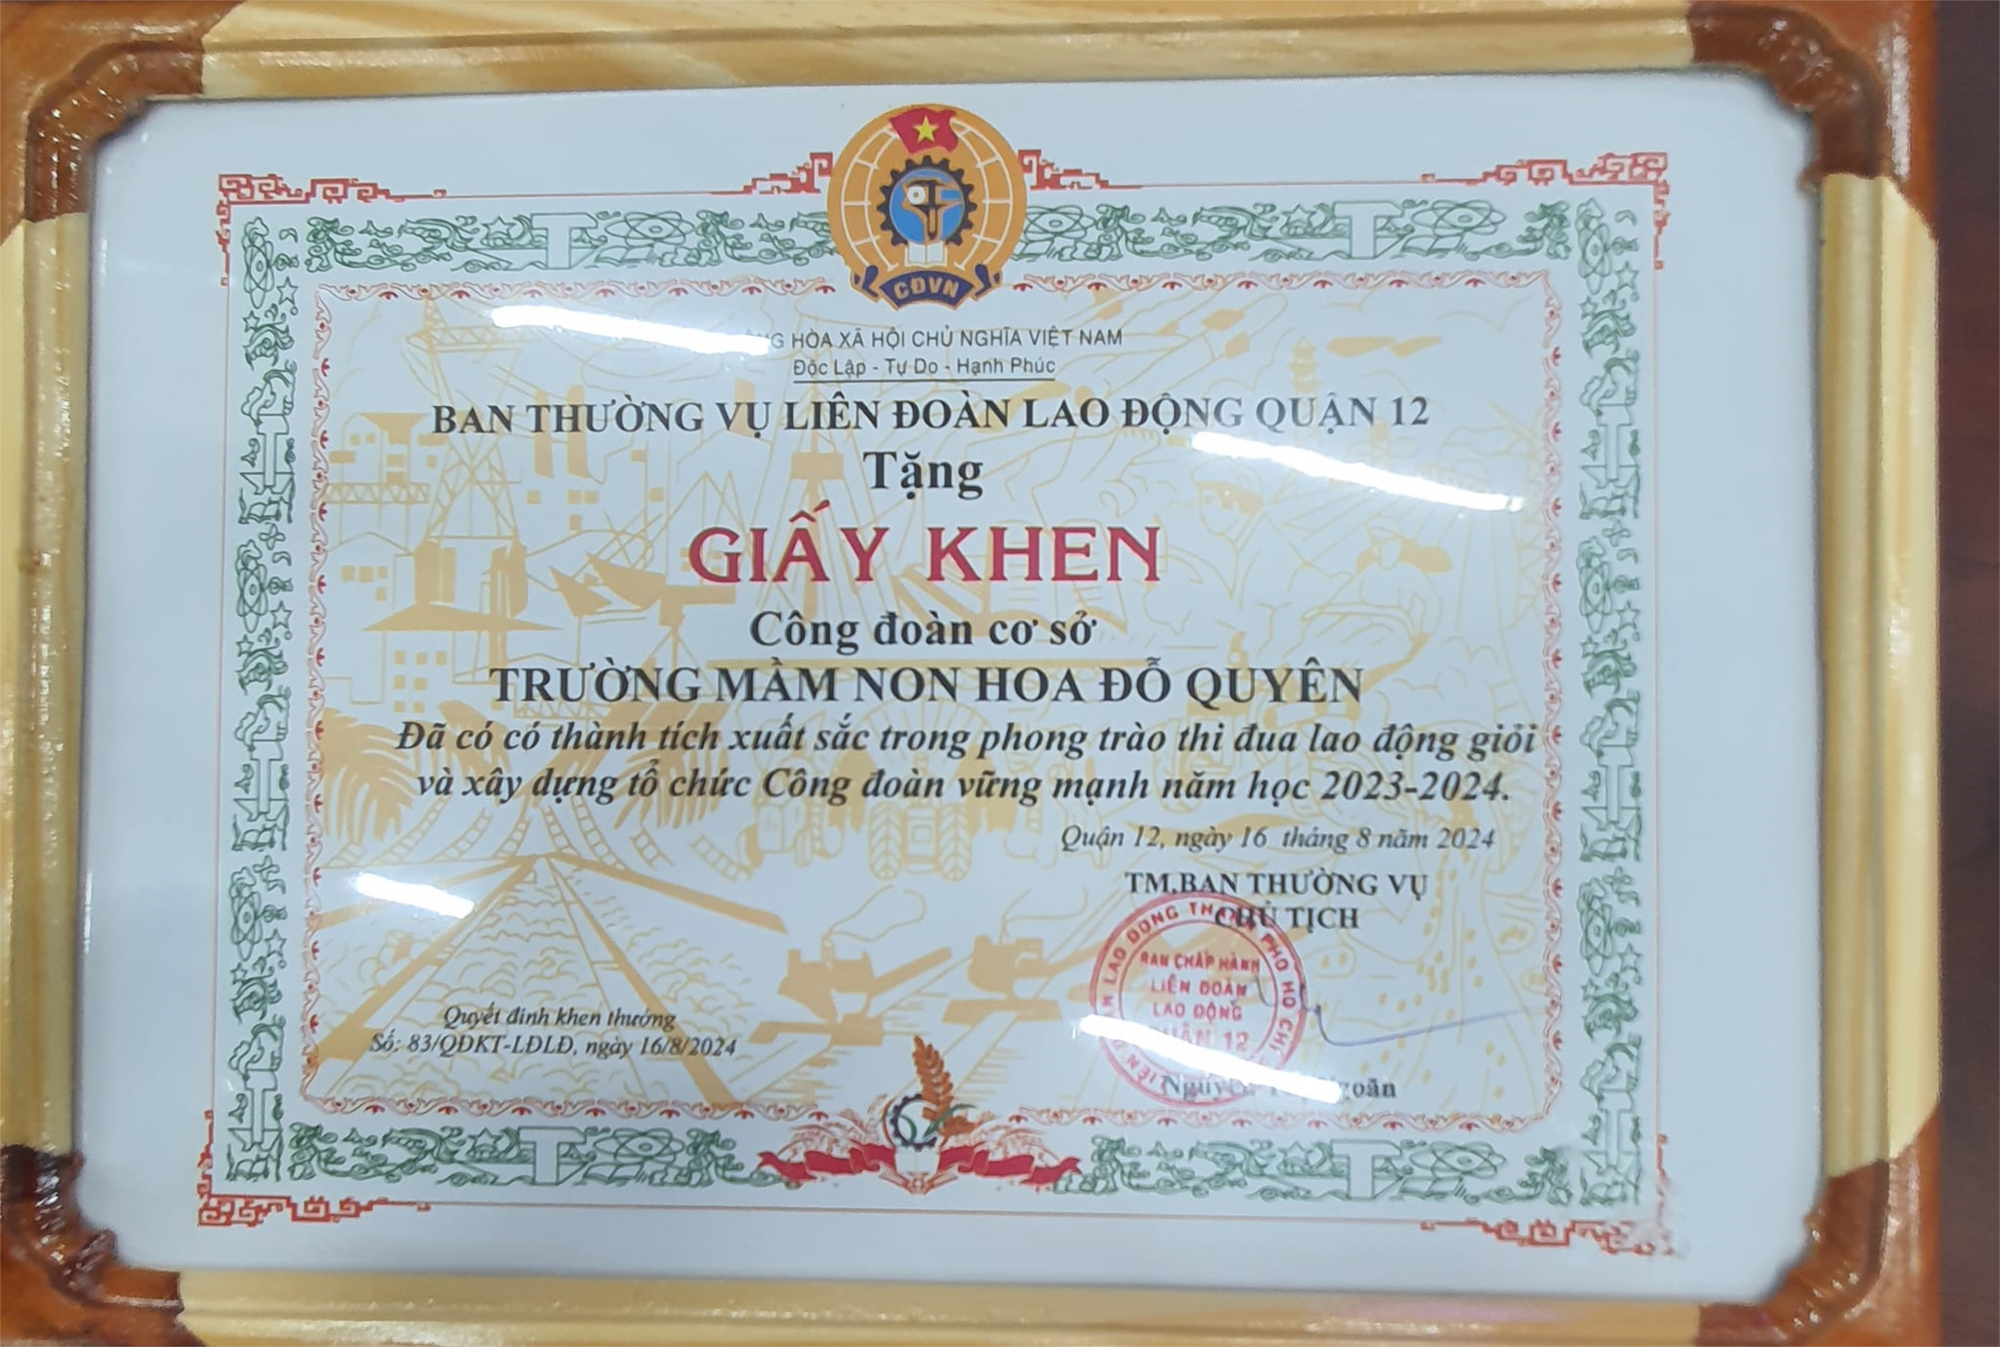 CĐVN
HÒA XÃ HỘI CHỦ NGHĨA VIỆT NAM
Độc Lập - Tự Do - Hạnh Phúc
BAN THƯỜNG VỤ LIÊN ĐOÀN LAO ĐỘNG QUẬN 12
Tặng
GIẤY KHEN
Công đoàn cơ sở
TRƯỜNG MẦM NON HOA ĐỖ QUYÊN
Đã có có thành tích xuất sắc trong phong trào thi đua lao động giỏi
và xây dựng tổ chức Công đoàn vững mạnh năm học 2023-2024.
Quận 12, ngày 16 tháng 8 năm 2024
TM.BAN THƯỜNG VỤ
CHỦ TỊCH
LAO ĐỘNG
BAN CHẤP HÀNH
LIÊN ĐOÀN
LAO ĐỘNG
12
Quyết định khen thưởng
Số: 83/QĐKT-LĐLĐ, ngày 16/8/2024